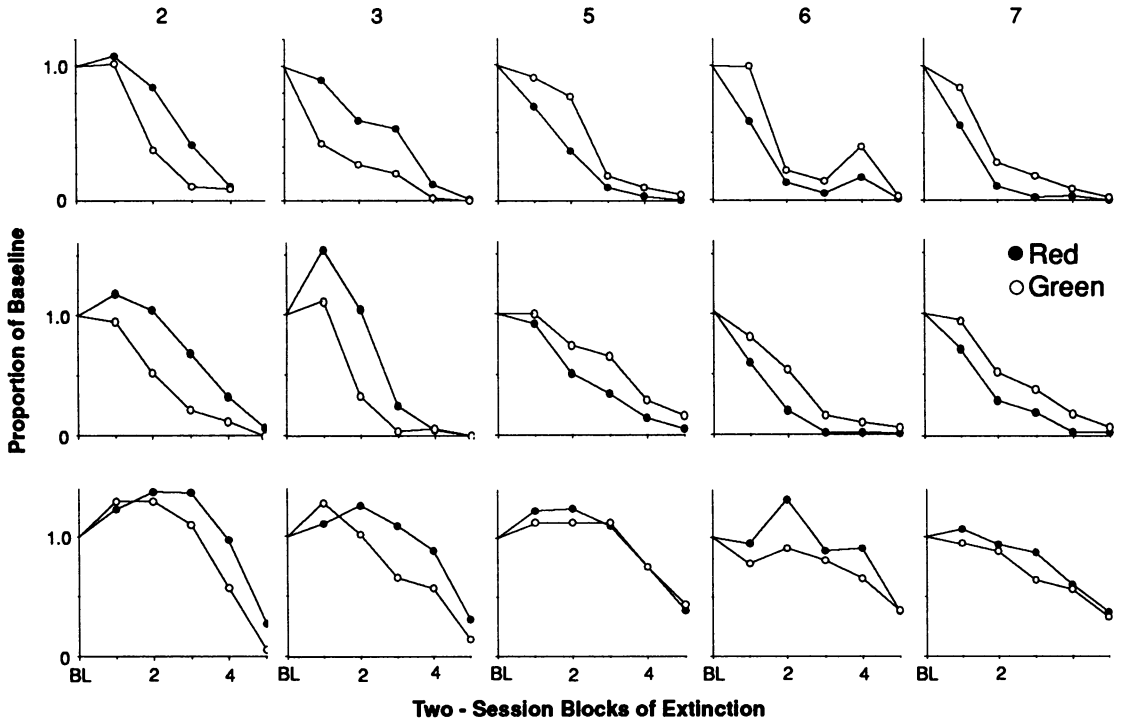 2 3 5 6 7
1.0
0
Proportion of Baseline
1.0
0
Red
Green
1.0
0
BL 2 4 BL 2 4 BL 2 4 BL 2 4 BL 2
Two - Session Blocks of Extinction